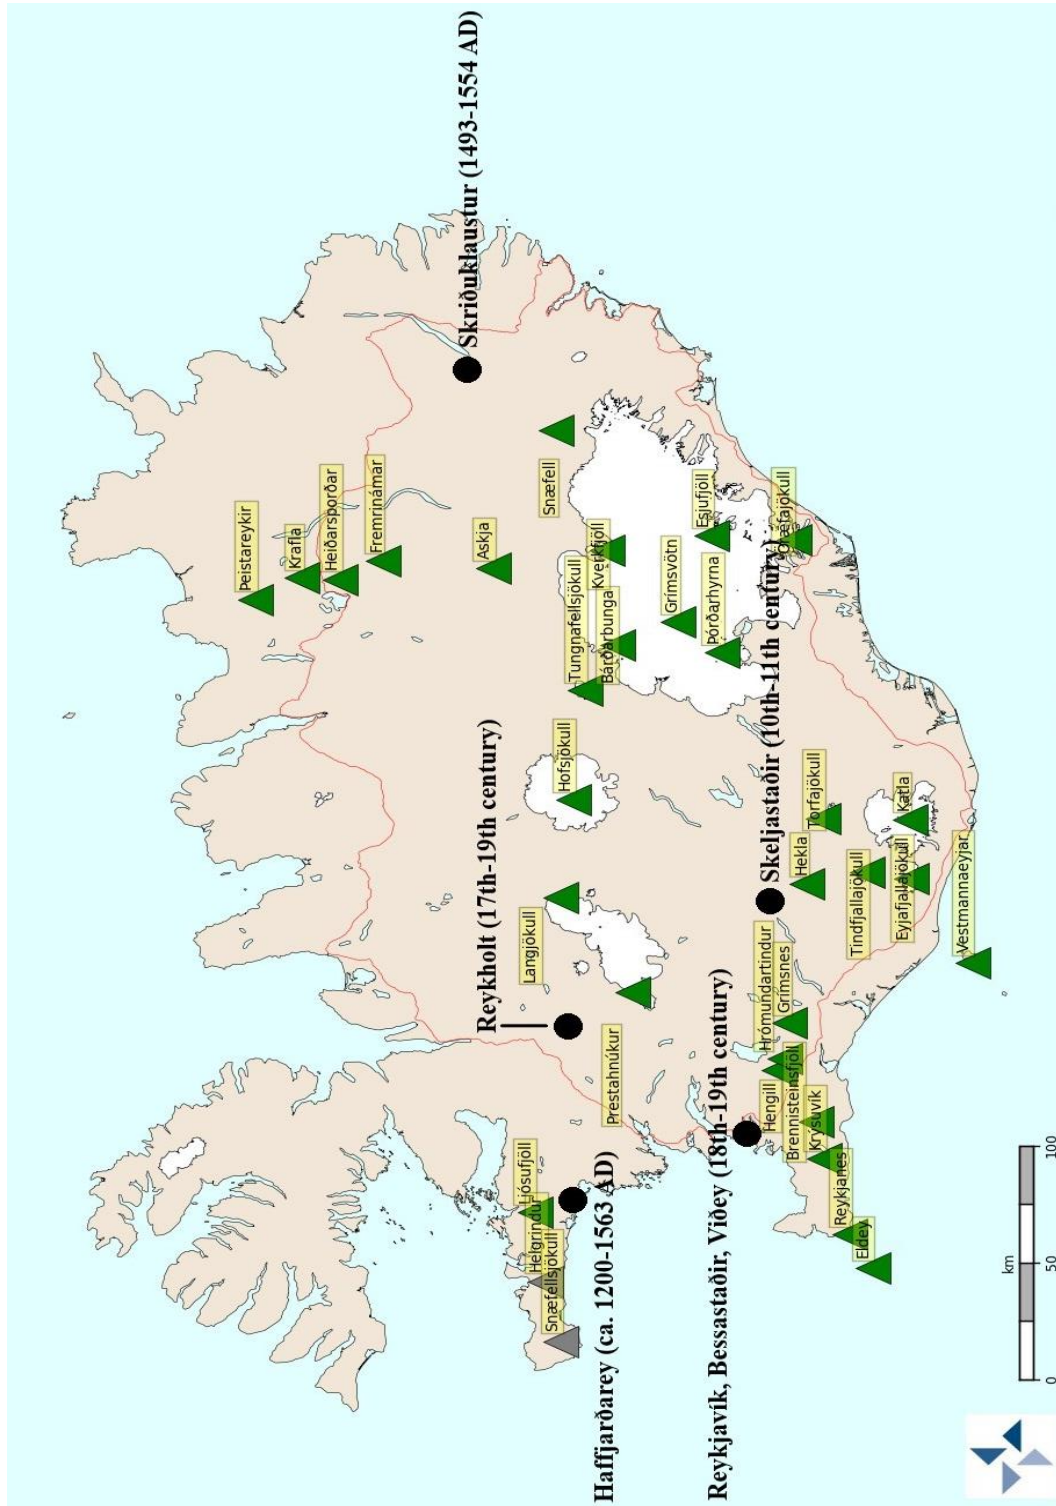 Skriðuklaustur (1493-1554 AD)
Peistareykir
Krafla
Heiðarsporðar
Fremrinámar
Askja
Snæfell
Tungnafellsjökull
Kverkfjöll
Bárðarbunga
Grímsvötn
Esjufjöll
Þórðarhyrna
Öræfajökull
Reykholt (17th-19th century)
Hofsjökull
Langjökull
Prestahnúkur
Skeljastaðir (10th-11th century)
Torfajökull
Hekla
Katla
Tindfjallajökull
Eyjafjallajökull
Vestmannaeyjar
Hrómundartindur
Grímsnes
Hengill
Brennisteinsfjöll
Krýsuvík
Reykjanes
Eldey
Ljósufjöll
Helgrindur
Snæfellsjökull
Haffjarðarey (ca. 1200-1563 AD)
Reykjavík, Bessastaðir, Viðey (18th-19th century)
km
0 50 100